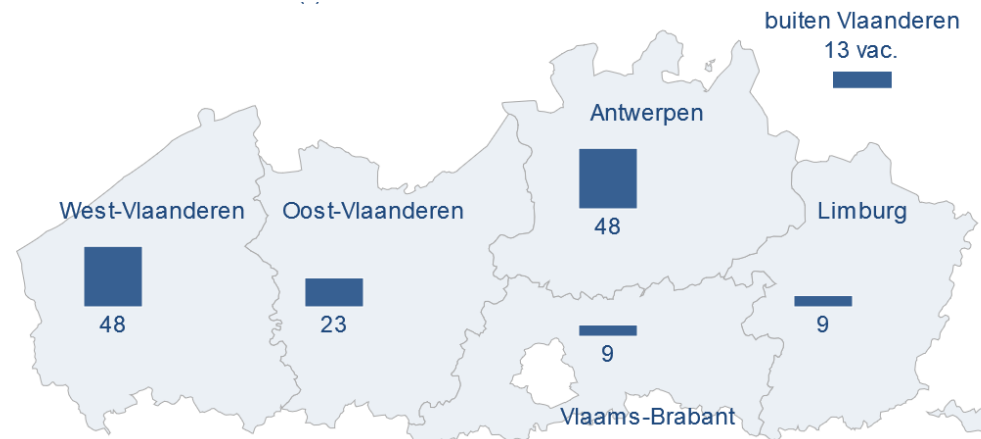 buiten Vlaanderen
13 vac.
Antwerpen
48
West-Vlaanderen
48
Oost-Vlaanderen
23
Limburg
9
9
Vlaams-Brabant